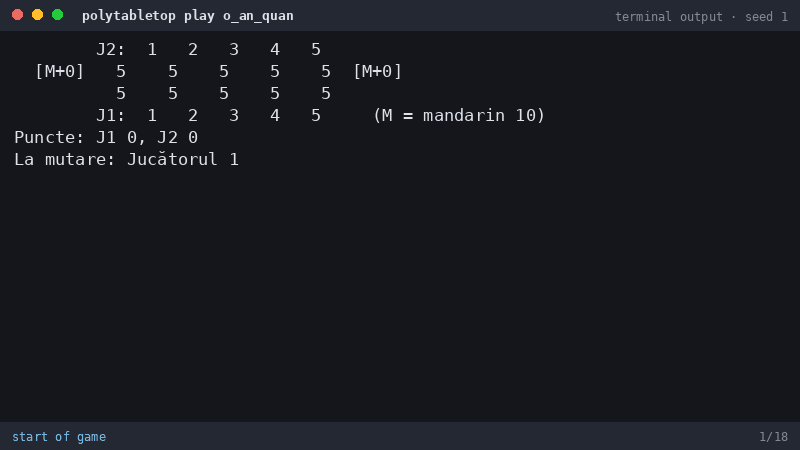 polytabletop play o_an_quan
terminal output · seed 1
J2: 1 2 3 4 5
[M+0] 5 5 5 5 5 [M+0]
5 5 5 5 5
J1: 1 2 3 4 5 (M = mandarin 10)
Puncte: J1 0, J2 0
La mutare: Jucătorul 1
start of game
1/18